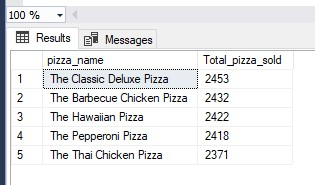 100 %
Results Messages
pizza_name Total_pizza_sold
1 The Classic Deluxe Pizza 2453
2 The Barbecue Chicken Pizza 2432
3 The Hawaiian Pizza 2422
4 The Pepperoni Pizza 2418
5 The Thai Chicken Pizza 2371